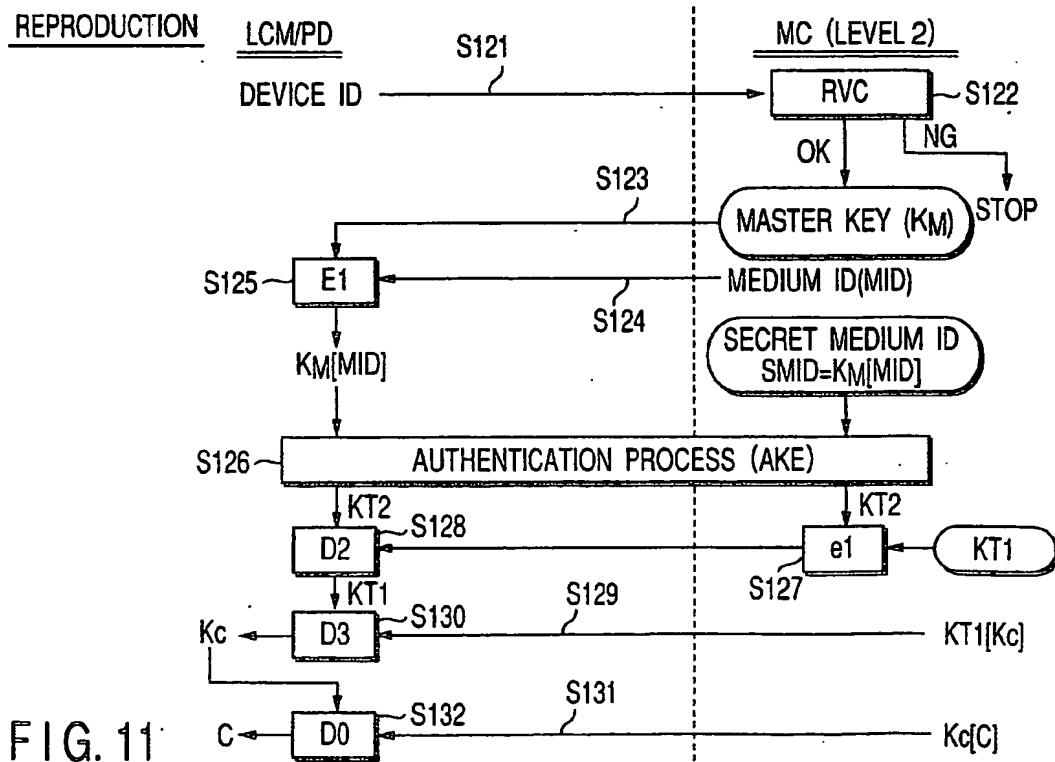 REPRODUCTION LCM/PD MC (LEVEL 2)
S121
DEVICE ID RVC S122
OK NG
S123
MASTER KEY (KM) STOP
S125 E1 MEDIUM ID(MID)
S124
KM[MID] SECRET MEDIUM ID
SMID=KM[MID]
S126 AUTHENTICATION PROCESS (AKE)
KT2 KT2
D2 S128 e1 KT1
S127
KT1
S129
Kc D3 S130 KT1[Kc]
S131
C D0 S132 Kc[C]
FIG. 11